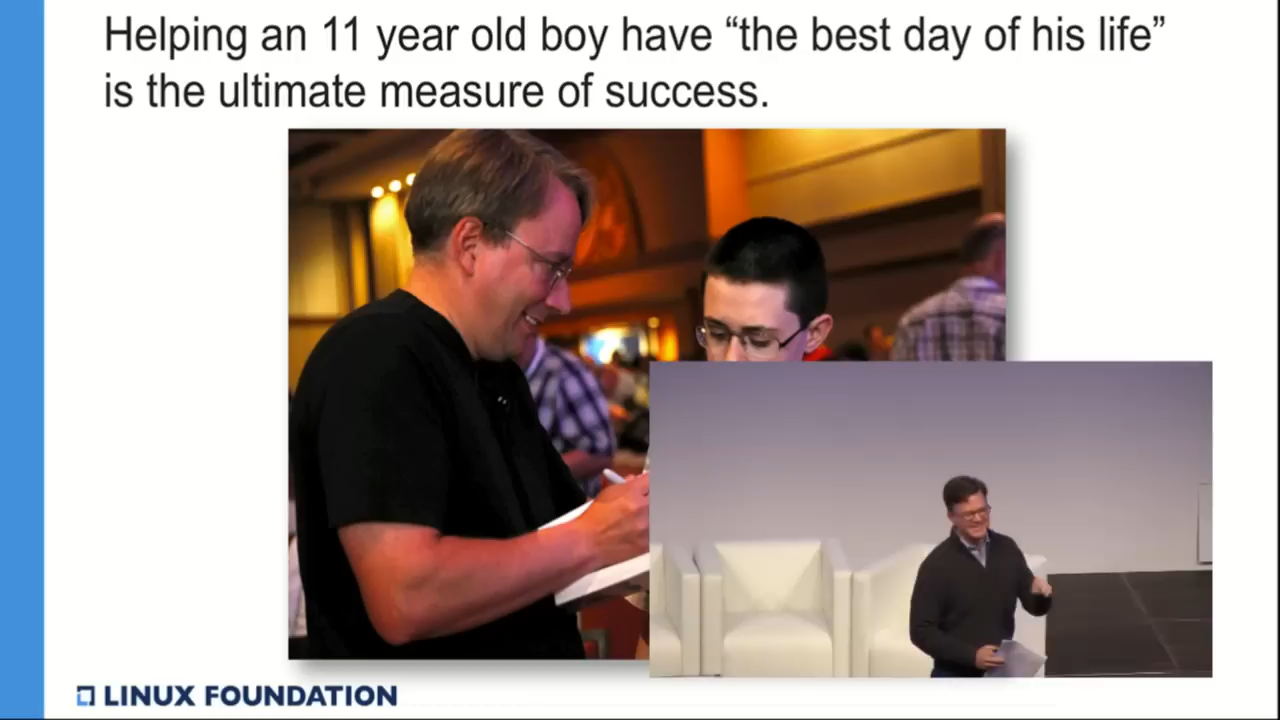 Helping an 11 year old boy have “the best day of his life”
is the ultimate measure of success.
LINUX FOUNDATION